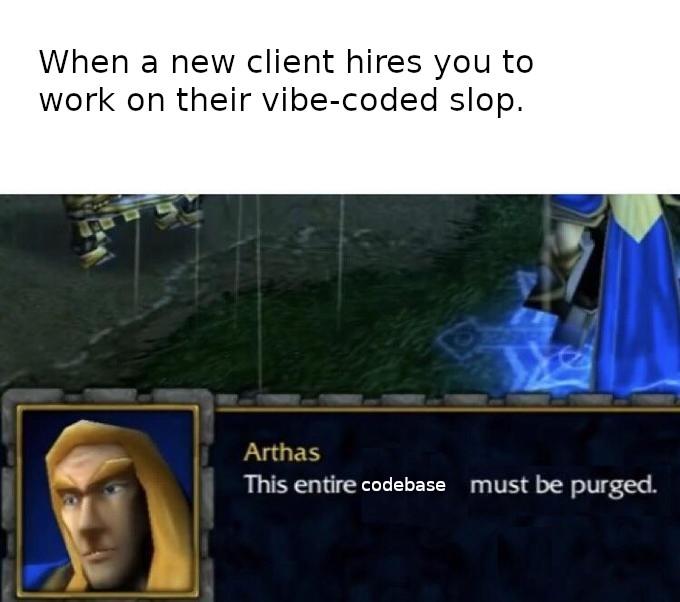 When a new client hires you to
work on their vibe-coded slop.
Arthas
This entire codebase must be purged.